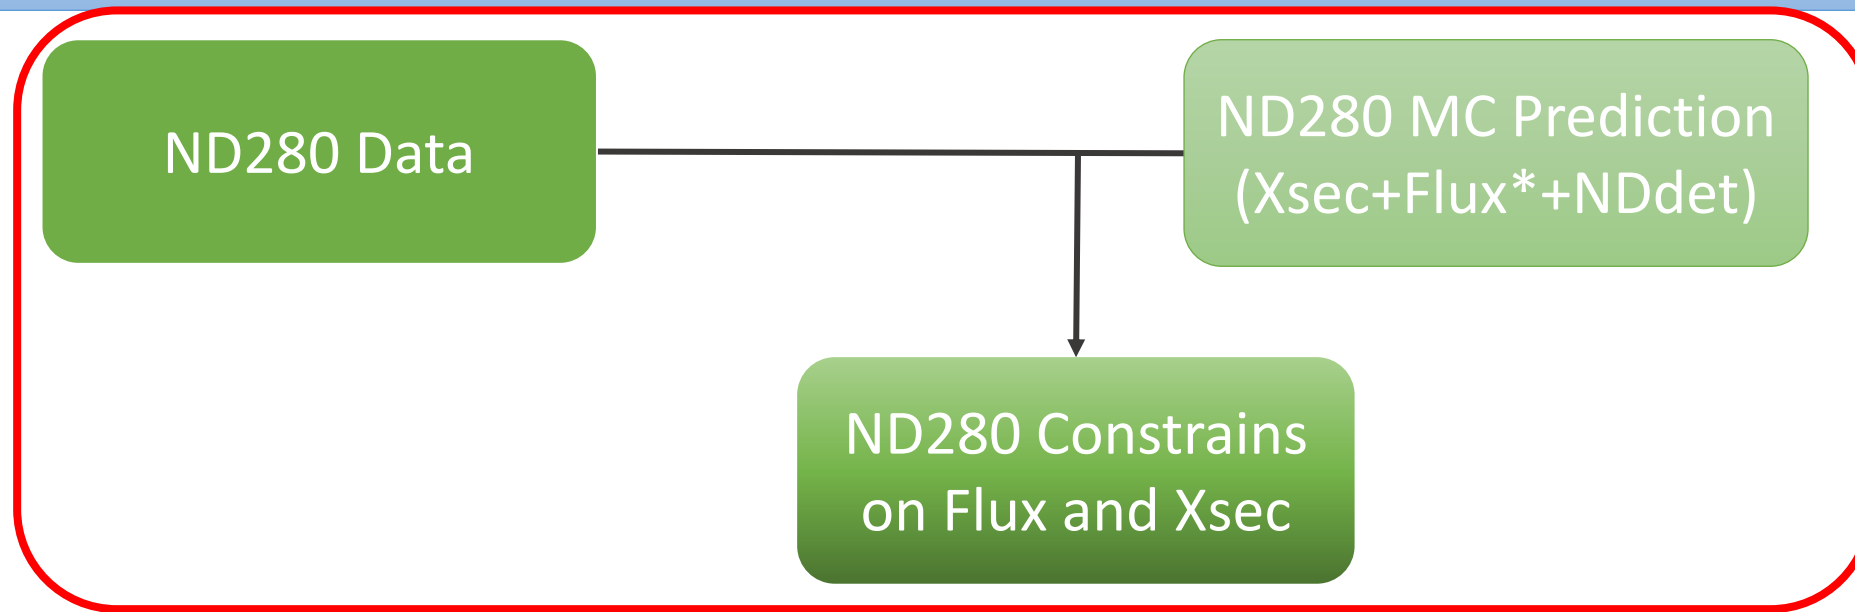 ND280 Data
ND280 MC Prediction
(Xsec+Flux*+NDdet)
ND280 Constrains
on Flux and Xsec